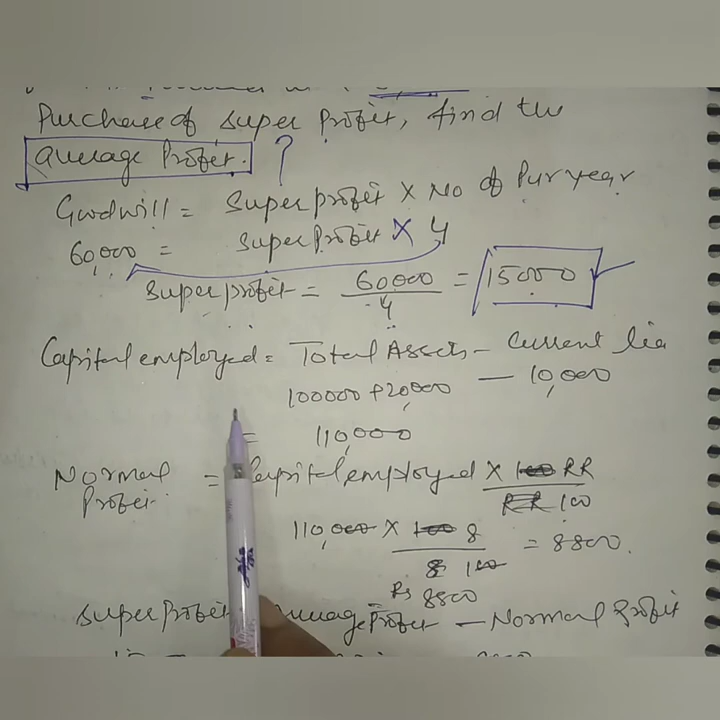 Purchase of Super Profit, find the
average Profit. ?
Goodwill = Super profit X No of Pur year
60,000 = Super Profit X 4
Super profit = 60000 / 4 = 15000
Capital employed = Total Assets - Current lia
100000 + 20,000 - 10,000
= 110,000
Normal Profit = Capital employed X RR / 100
110,000 X 8 / 100 = 8800.
Rs 8800
Super Profit = Average Profit - Normal Profit